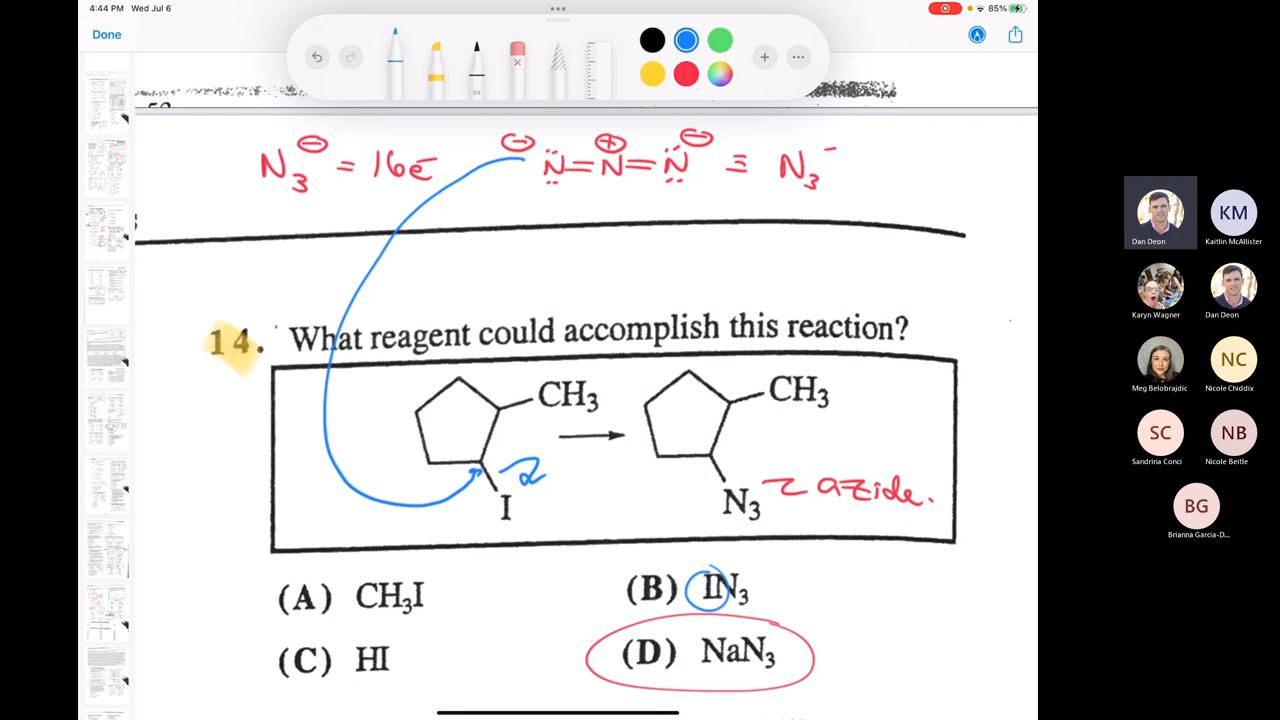 4:44 PM Wed Jul 6
85%
Done
5.0
N3⊖ = 16e⁻ ⊖ N=N=N ⊕ ⊖ ≡ N3⁻
14. What reagent could accomplish this reaction?
CH3 CH3
I N3 azide.
(A) CH3I (B) IN3
(C) HI (D) NaN3
Dan Deon
KM
Kaitlin McAllister
Karyn Wagner
Dan Deon
Meg Belobrajdic
NC
Nicole Chiddix
SC
Sandrina Conci
NB
Nicole Beitle
BG
Brianna Garcia-D...